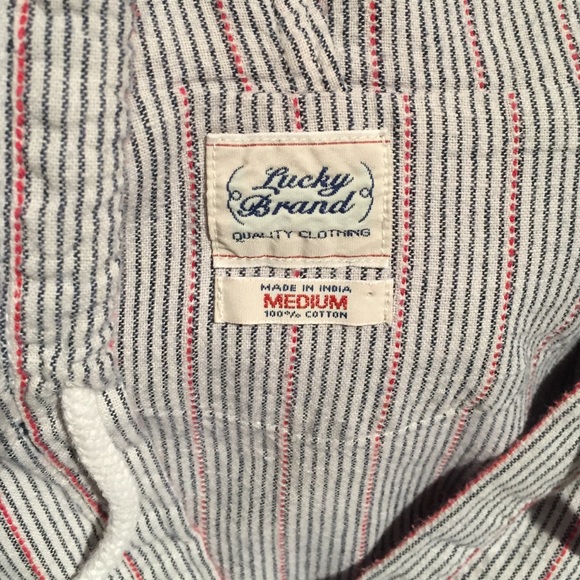 Lucky
Brand
QUALITY CLOTHING
MADE IN INDIA
MEDIUM
100% COTTON